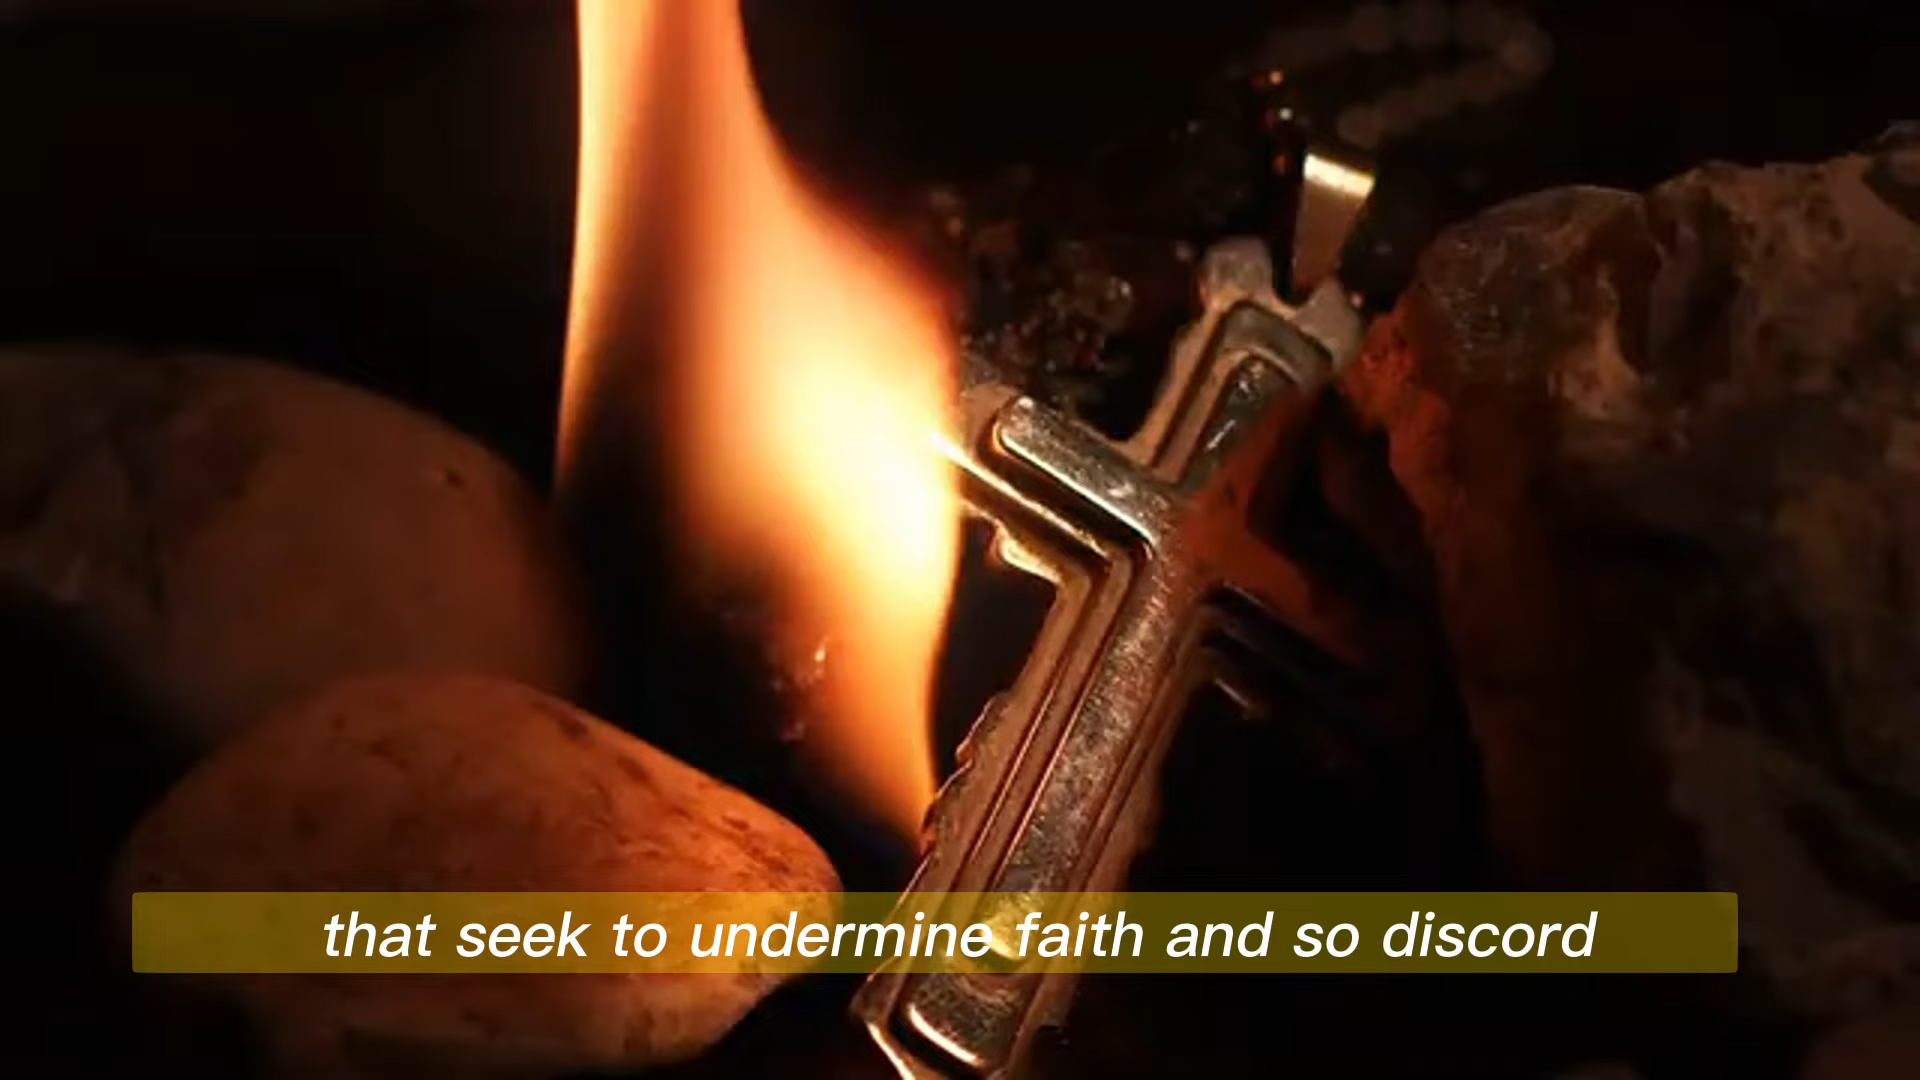 that seek to undermine faith and so discord